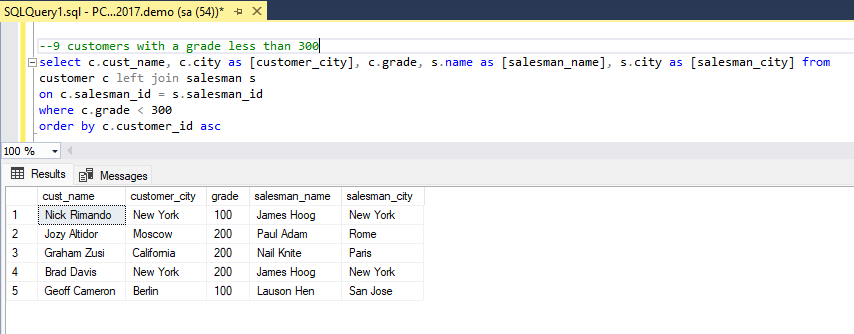 SQLQuery1.sql - PC...2017.demo (sa (54))*
--9 customers with a grade less than 300
select c.cust_name, c.city as [customer_city], c.grade, s.name as [salesman_name], s.city as [salesman_city] from
customer c left join salesman s
on c.salesman_id = s.salesman_id
where c.grade < 300
order by c.customer_id asc
100 %
Results Messages
cust_name customer_city grade salesman_name salesman_city
1 Nick Rimando New York 100 James Hoog New York
2 Jozy Altidor Moscow 200 Paul Adam Rome
3 Graham Zusi California 200 Nail Knite Paris
4 Brad Davis New York 200 James Hoog New York
5 Geoff Cameron Berlin 100 Lauson Hen San Jose